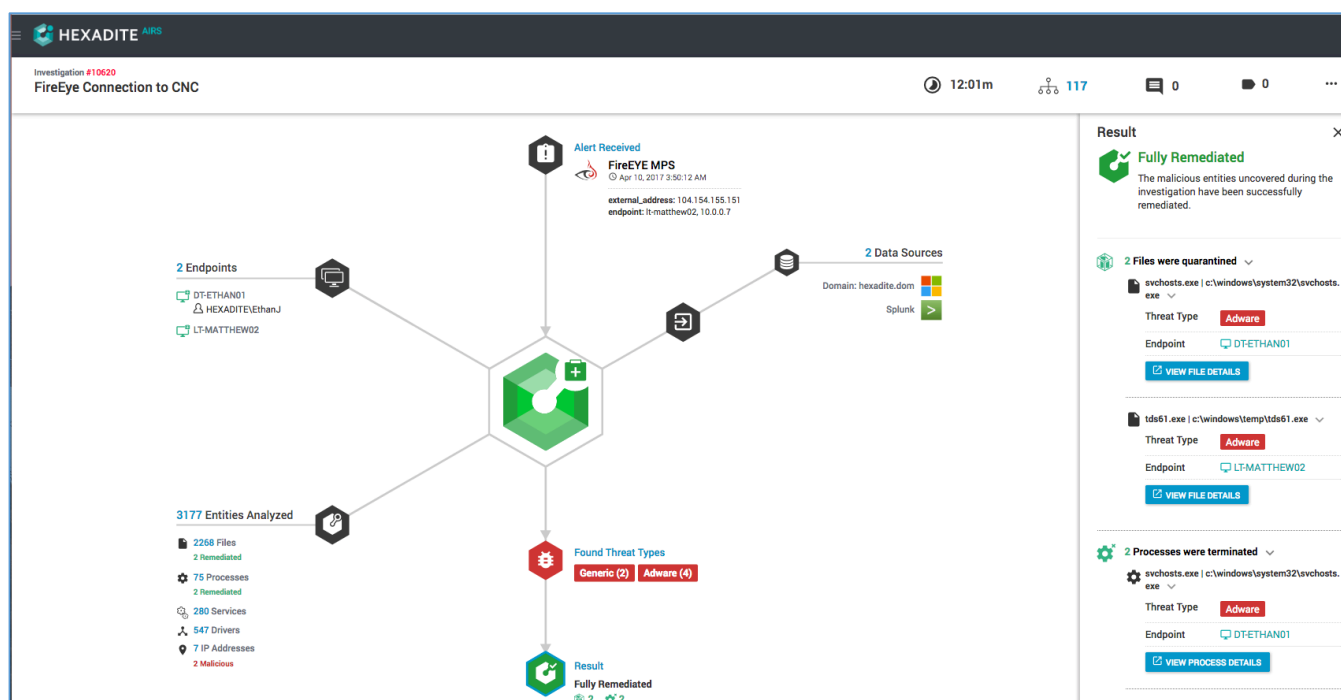 HEXADITE AIRS
Investigation #10620
FireEye Connection to CNC
12:01m
117
0
0
...
Alert Received
FireEYE MPS
Apr 10, 2017 3:50:12 AM
external_address: 104.154.155.151
endpoint: lt-matthew02, 10.0.0.7
2 Endpoints
DT-ETHAN01
HEXADITE\EthanJ
LT-MATTHEW02
2 Data Sources
Domain: hexadite.dom
Splunk
3177 Entities Analyzed
2268 Files
2 Remediated
75 Processes
2 Remediated
280 Services
547 Drivers
7 IP Addresses
2 Malicious
Found Threat Types
Generic (2) Adware (4)
Result
Fully Remediated
2 2
Result
Fully Remediated
The malicious entities uncovered during the
investigation have been successfully
remediated.
2 Files were quarantined
svchosts.exe | c:\windows\system32\svchosts.
exe
Threat Type Adware
Endpoint DT-ETHAN01
VIEW FILE DETAILS
tds61.exe | c:\windows\temp\tds61.exe
Threat Type Adware
Endpoint LT-MATTHEW02
VIEW FILE DETAILS
2 Processes were terminated
svchosts.exe | c:\windows\system32\svchosts.
exe
Threat Type Adware
Endpoint DT-ETHAN01
VIEW PROCESS DETAILS